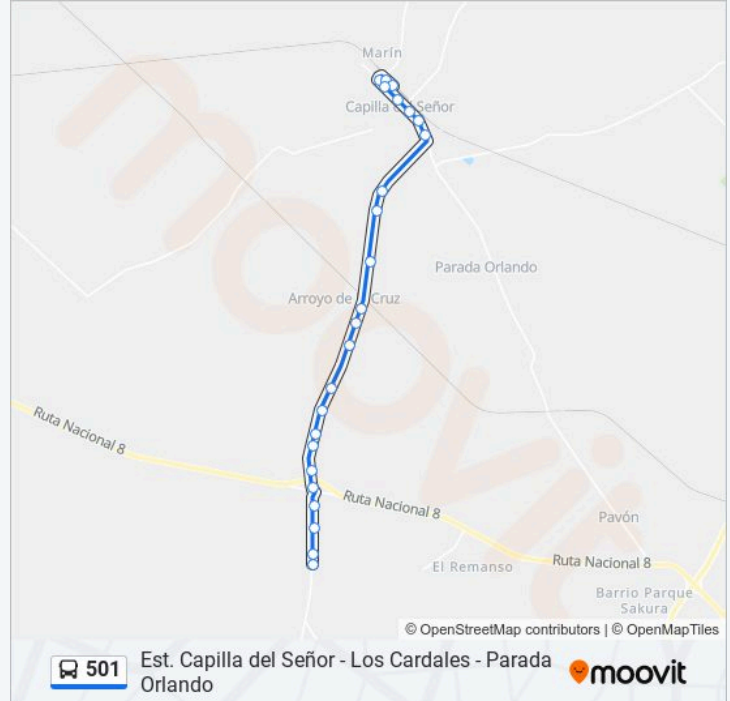 Marín
Capilla del Señor
Parada Orlando
Arroyo de la Cruz
Ruta Nacional 8
Ruta Nacional 8
Pavón
Ruta Nacional 8
El Remanso
Barrio Parque
Sakura
moovit
© OpenStreetMap contributors | © OpenMapTiles
501
Est. Capilla del Señor - Los Cardales - Parada
Orlando
moovit